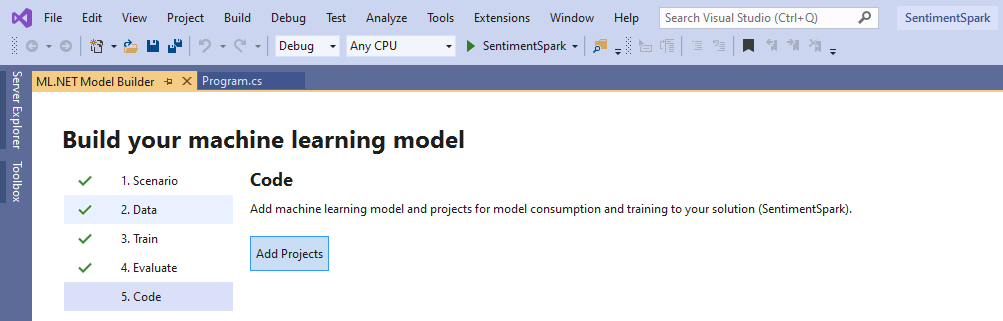 File Edit View Project Build Debug Test Analyze Tools Extensions Window Help Search Visual Studio (Ctrl+Q) SentimentSpark
Debug Any CPU SentimentSpark
Server Explorer
Toolbox
ML.NET Model Builder Program.cs
Build your machine learning model
1. Scenario
2. Data
3. Train
4. Evaluate
5. Code
Code
Add machine learning model and projects for model consumption and training to your solution (SentimentSpark).
Add Projects